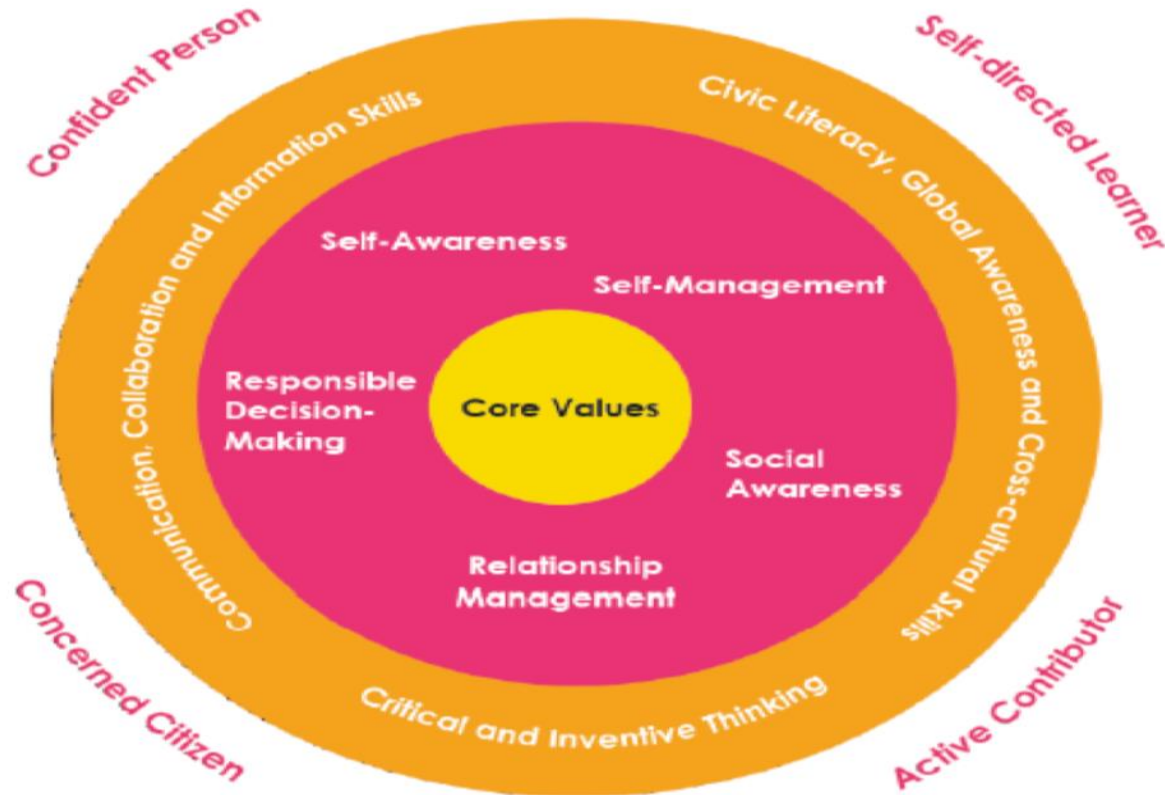 Confident Person
Self-directed Learner
Communication, Collaboration and Information Skills
Civic Literacy, Global Awareness and Cross-cultural Skills
Self-Awareness
Self-Management
Responsible
Decision-
Making
Core Values
Social
Awareness
Relationship
Management
Critical and Inventive Thinking
Concerned Citizen
Active Contributor